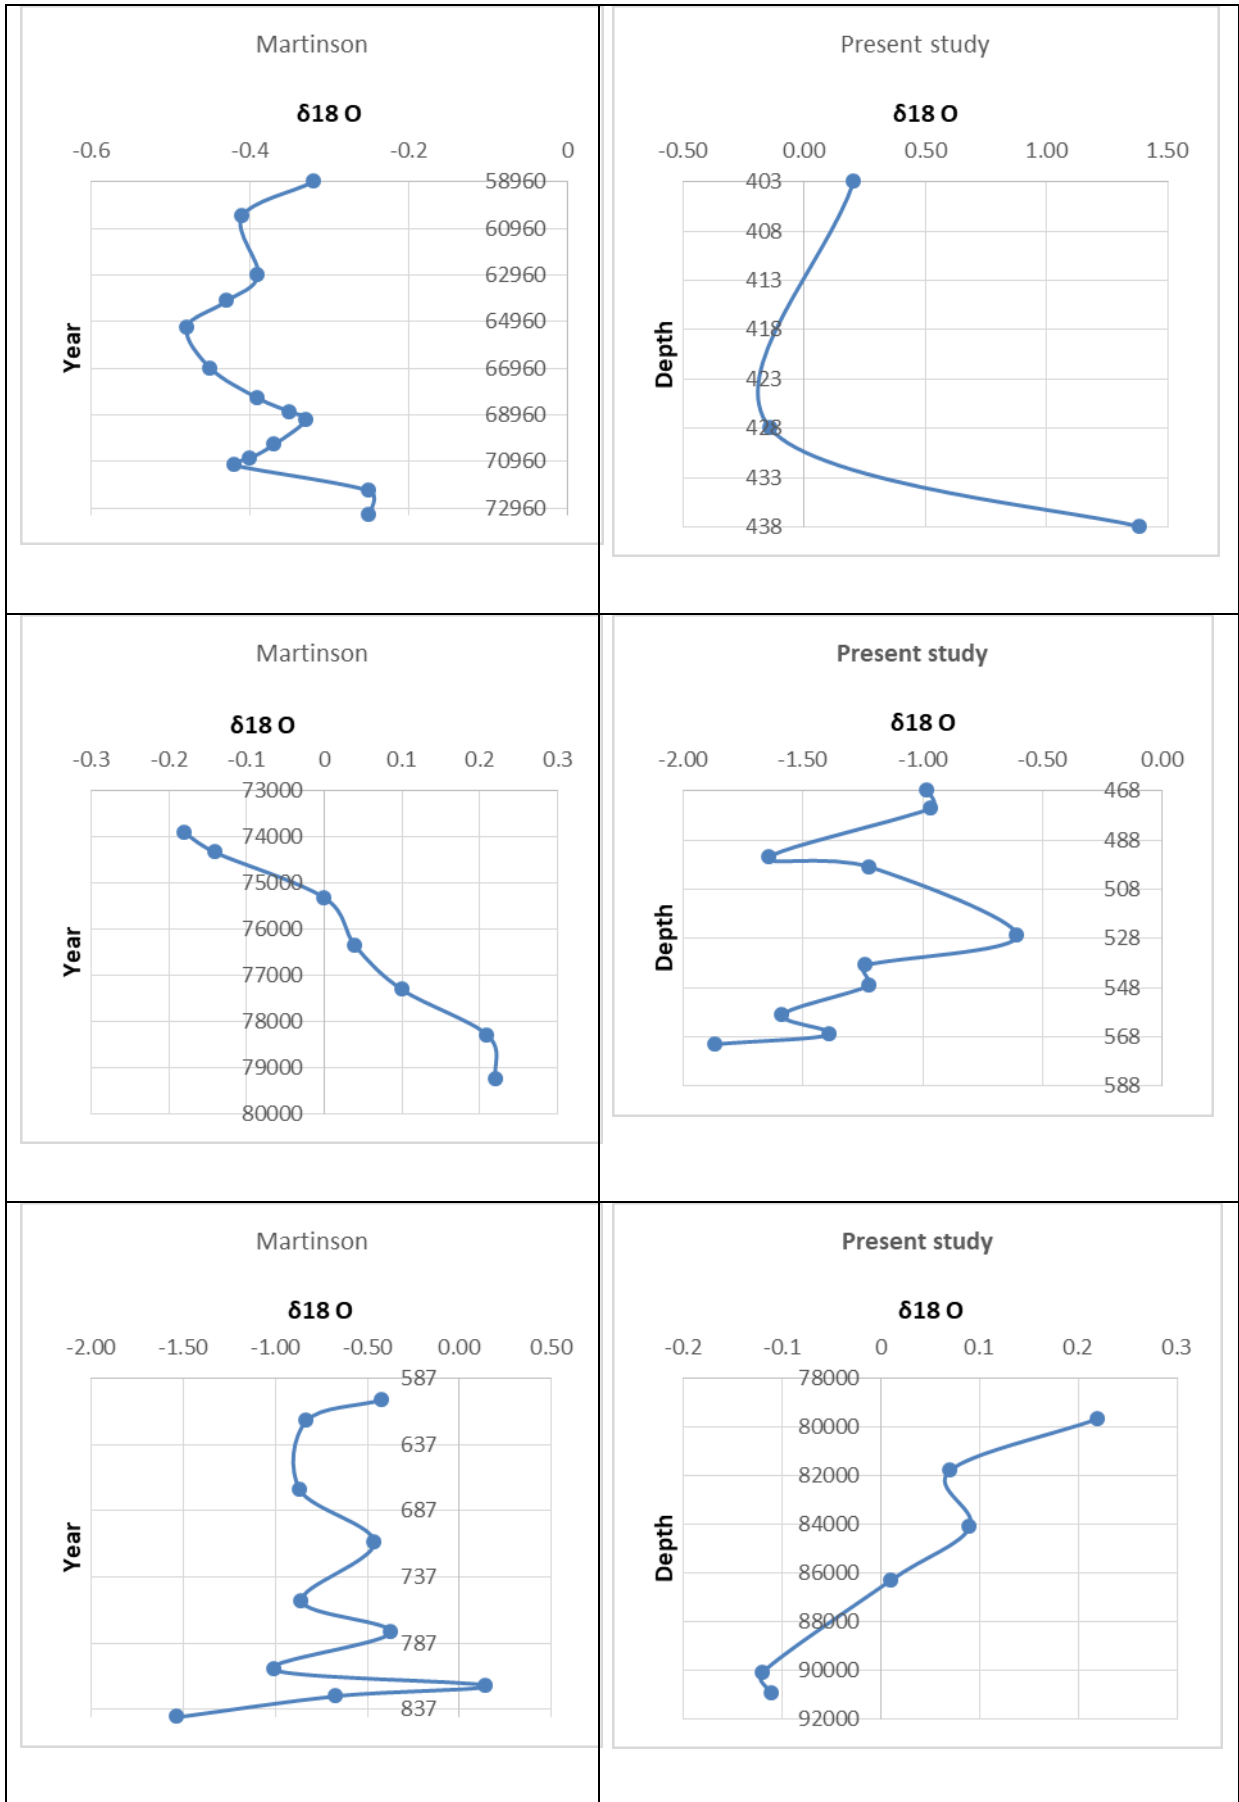 Martinson
δ18 O
-0.6 -0.4 -0.2 0
58960
60960
62960
64960
66960
68960
70960
72960
Year
Present study
δ18 O
-0.50 0.00 0.50 1.00 1.50
403
408
413
418
423
428
433
438
Depth
Martinson
δ18 O
-0.3 -0.2 -0.1 0 0.1 0.2 0.3
73000
74000
75000
76000
77000
78000
79000
80000
Year
Present study
δ18 O
-2.00 -1.50 -1.00 -0.50 0.00
468
488
508
528
548
568
588
Depth
Martinson
δ18 O
-2.00 -1.50 -1.00 -0.50 0.00 0.50
587
637
687
737
787
837
Year
Present study
δ18 O
-0.2 -0.1 0 0.1 0.2 0.3
78000
80000
82000
84000
86000
88000
90000
92000
Depth